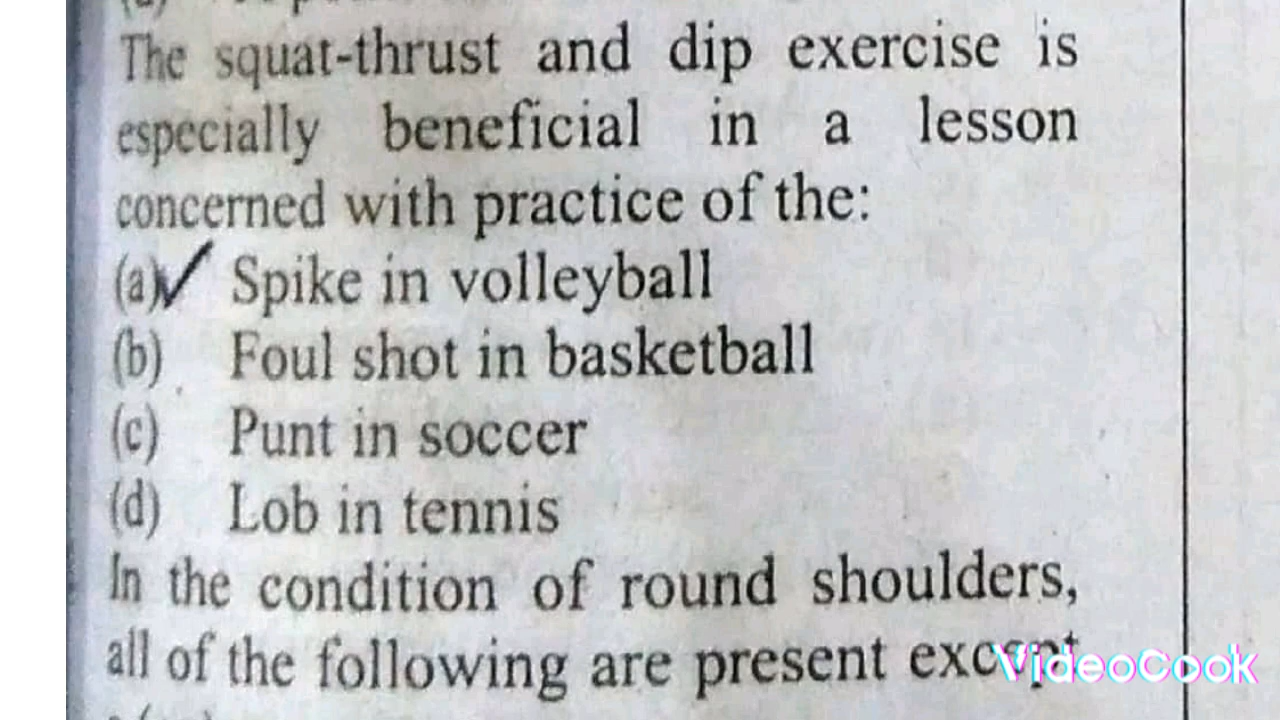 The squat-thrust and dip exercise is
especially beneficial in a lesson
concerned with practice of the:
(a)✓ Spike in volleyball
(b) Foul shot in basketball
(c) Punt in soccer
(d) Lob in tennis
In the condition of round shoulders,
all of the following are present except
VideoCook